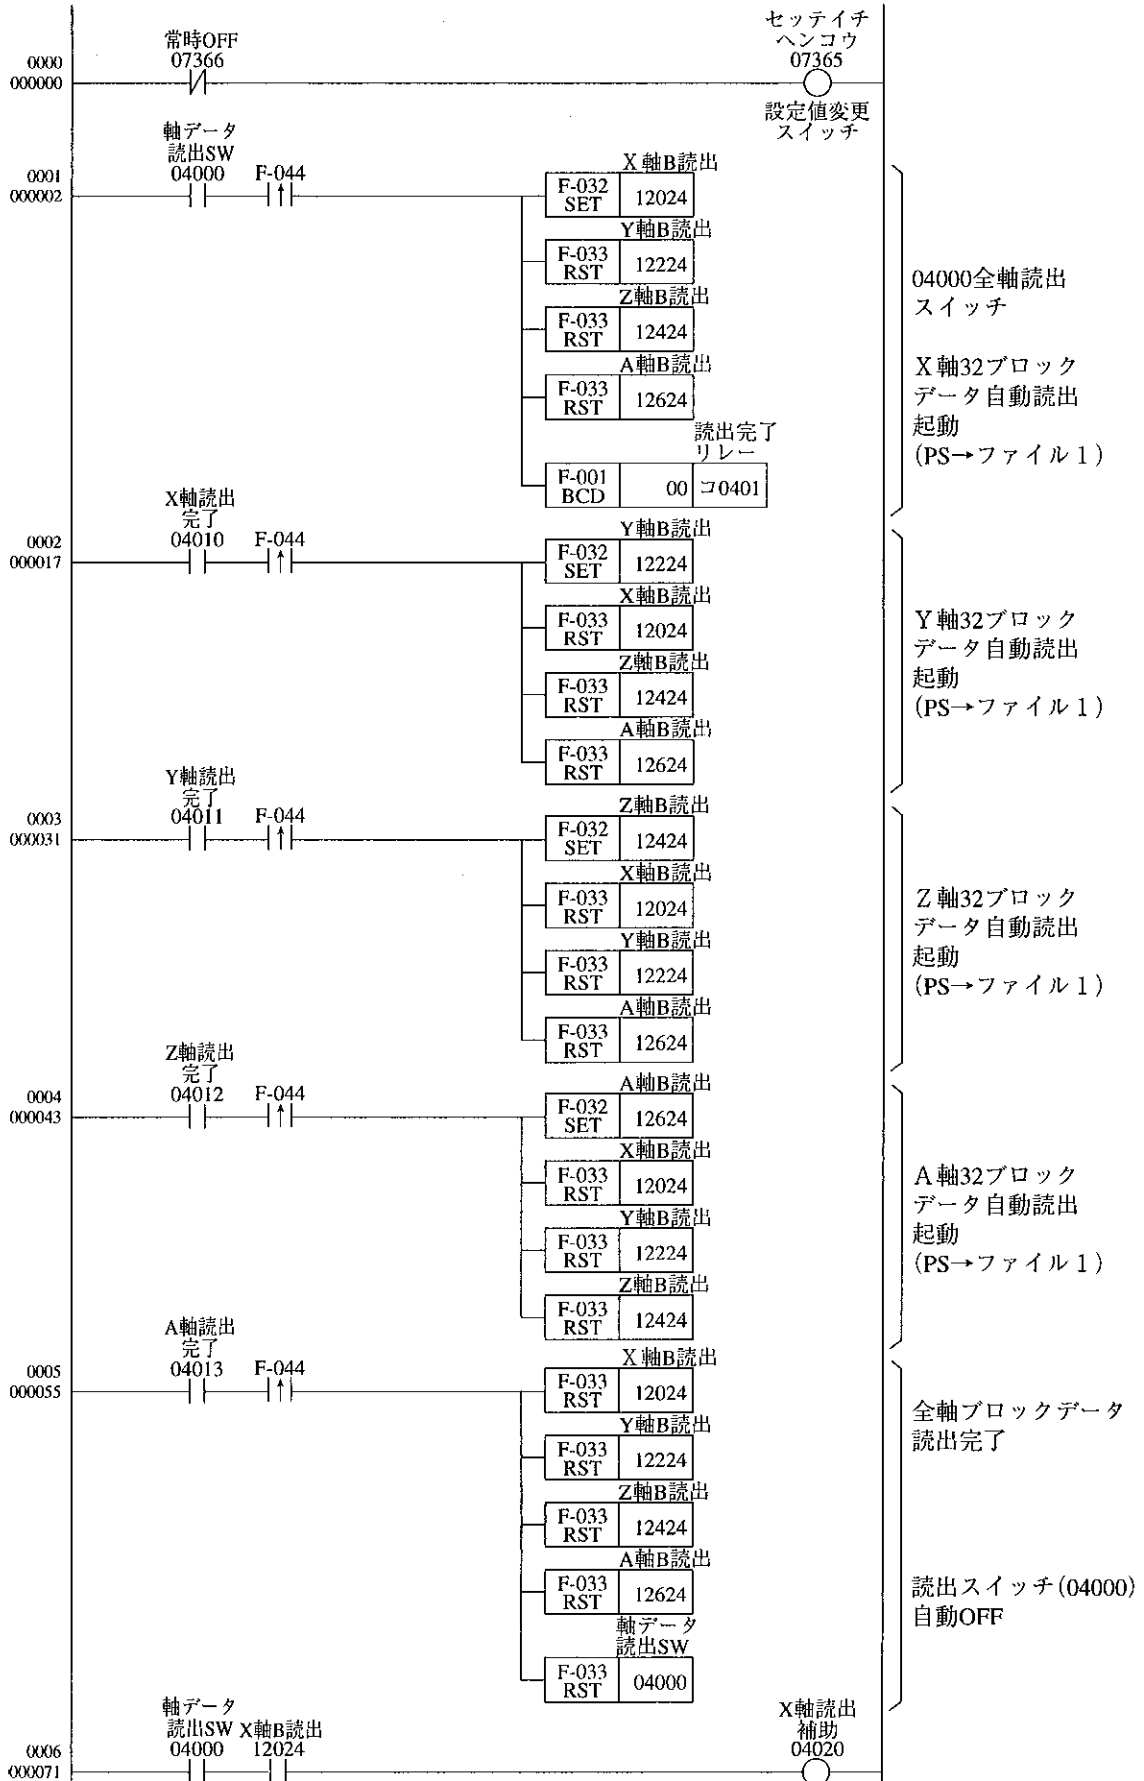 セッテイチ
ヘンコウ
常時OFF
07366
07365
0000
000000
設定値変更
スイッチ
軸データ
読出SW
04000 F-044
0001
000002
X軸B読出
F-032
SET 12024
Y軸B読出
F-033
RST 12224
Z軸B読出
F-033
RST 12424
A軸B読出
F-033
RST 12624
読出完了
リレー
F-001
BCD 00 コ0401
04000全軸読出
スイッチ
X軸32ブロック
データ自動読出
起動
(PS→ファイル1)
X軸読出
完了
04010 F-044
0002
000017
Y軸B読出
F-032
SET 12224
X軸B読出
F-033
RST 12024
Z軸B読出
F-033
RST 12424
A軸B読出
F-033
RST 12624
Y軸32ブロック
データ自動読出
起動
(PS→ファイル1)
Y軸読出
完了
04011 F-044
0003
000031
Z軸B読出
F-032
SET 12424
X軸B読出
F-033
RST 12024
Y軸B読出
F-033
RST 12224
A軸B読出
F-033
RST 12624
Z軸32ブロック
データ自動読出
起動
(PS→ファイル1)
Z軸読出
完了
04012 F-044
0004
000043
A軸B読出
F-032
SET 12624
X軸B読出
F-033
RST 12024
Y軸B読出
F-033
RST 12224
Z軸B読出
F-033
RST 12424
A軸32ブロック
データ自動読出
起動
(PS→ファイル1)
A軸読出
完了
04013 F-044
0005
000055
X軸B読出
F-033
RST 12024
Y軸B読出
F-033
RST 12224
Z軸B読出
F-033
RST 12424
A軸B読出
F-033
RST 12624
軸データ
読出SW
F-033
RST 04000
全軸ブロックデータ
読出完了
読出スイッチ(04000)
自動OFF
軸データ
読出SW X軸B読出
04000 12024
0006
000071
X軸読出
補助
04020